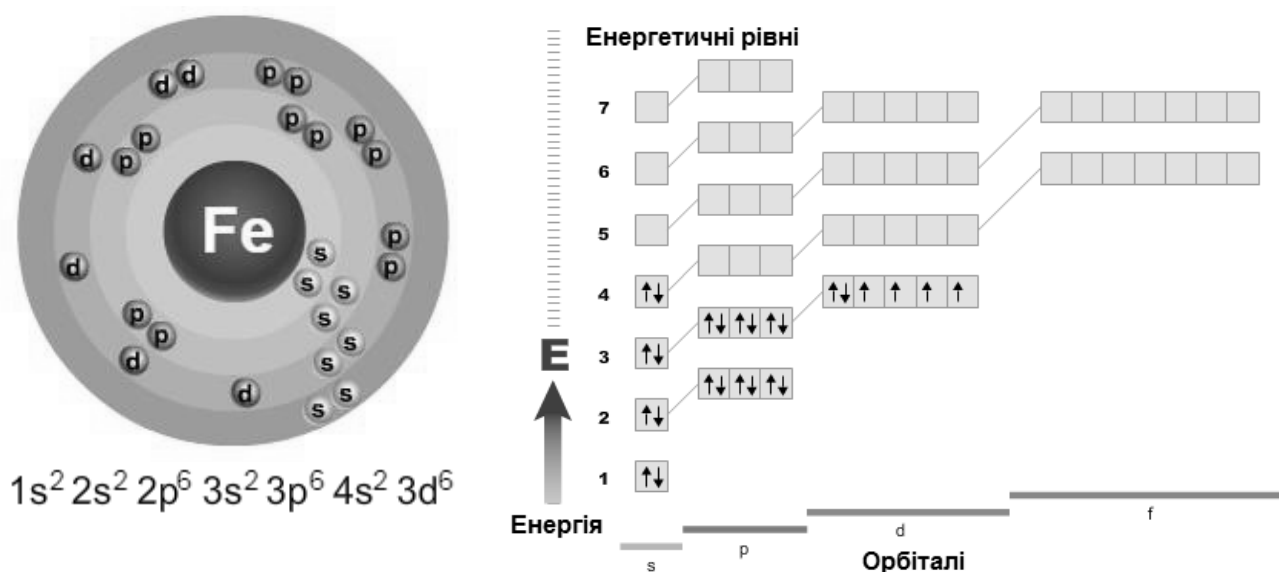 d d p p
p p p p
d p p
Fe
p p
d s s s
p p s
d p s s
d s s
1s² 2s² 2p⁶ 3s² 3p⁶ 4s² 3d⁶
Енергетичні рівні
7
6
5
4
3
2
1
E
Енергія
s
p
d
f
Орбіталі